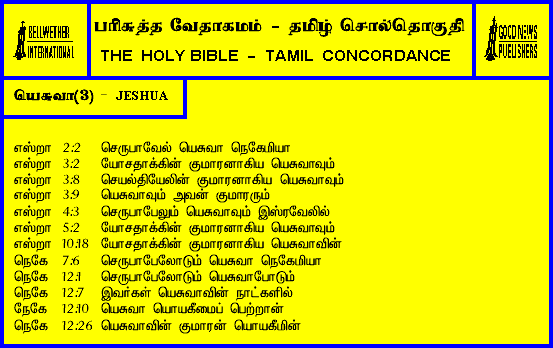 BELLWETHER
INTERNATIONAL
பரிசுத்த வேதாகமம் - தமிழ் சொல்தொகுதி
THE HOLY BIBLE - TAMIL CONCORDANCE
GOOD NEWS
PUBLISHERS
யெசுவா(3) - JESHUA
எஸ்றா 2:2 செருபாவேல் யெசுவா நெகேமியா
எஸ்றா 3:2 யோசதாக்கின் குமாரனாகிய யெசுவாவும்
எஸ்றா 3:8 செயல்தியேலின் குமாரனாகிய யெசுவாவும்
எஸ்றா 3:9 யெசுவாவும் அவன் குமாரரும்
எஸ்றா 4:3 செருபாபேலும் யெசுவாவும் இஸ்ரவேலில்
எஸ்றா 5:2 யோசதாக்கின் குமாரனாகிய யெசுவாவும்
எஸ்றா 10:18 யோசதாக்கின் குமாரனாகிய யெசுவாவின்
நெகே 7:6 செருபாபேலோடும் யெசுவா நெகேமியா
நெகே 12:1 செருபாபேலோடும் யெசுவாபோடும்
நெகே 12:7 இவர்கள் யெசுவாவின் நாட்களில்
நேகே 12:10 யெசுவா யொயகீமைப் பெற்றான்
நெகே 12:26 யெசுவாவின் குமாரன் யொயகீமின்